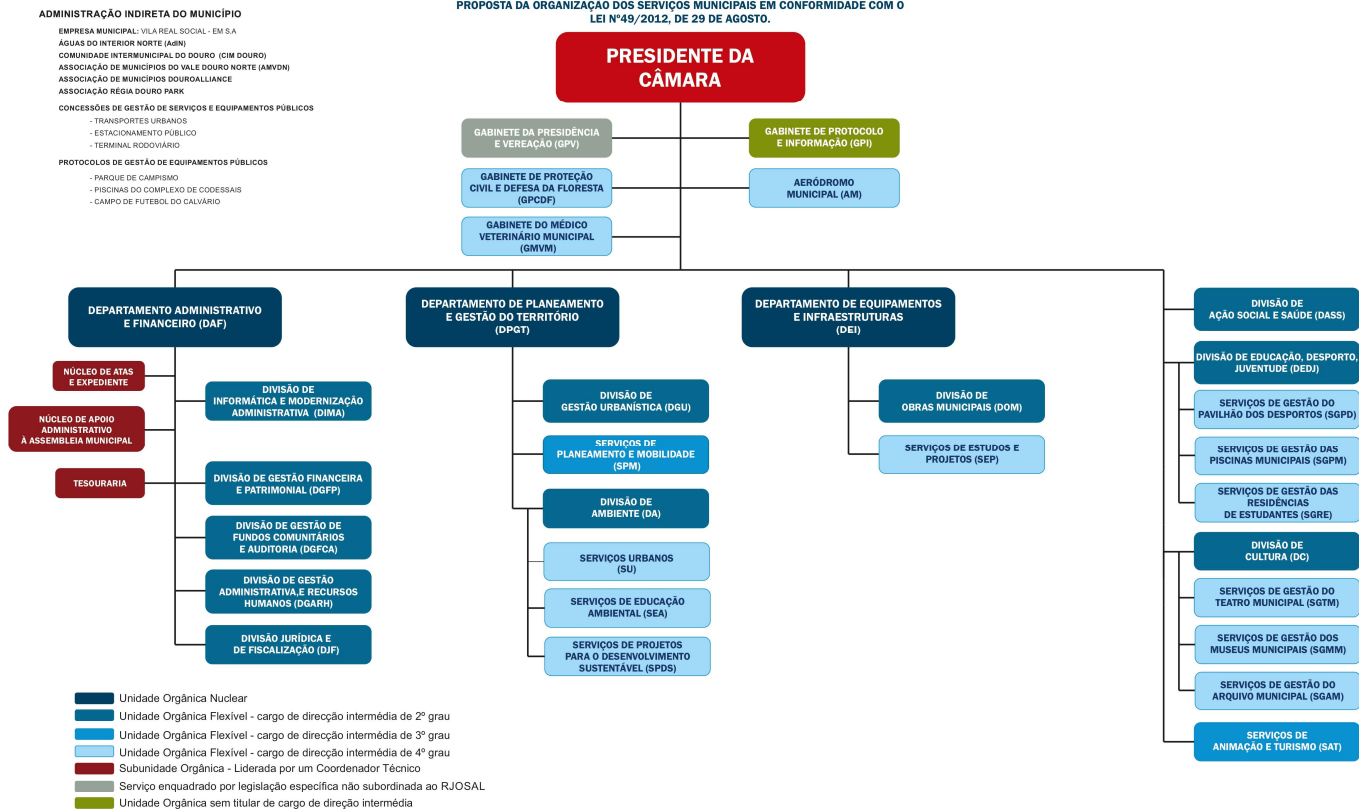 ADMINISTRAÇÃO INDIRETA DO MUNICÍPIO
EMPRESA MUNICIPAL: VILA REAL SOCIAL - EM S.A
ÁGUAS DO INTERIOR NORTE (AdIN)
COMUNIDADE INTERMUNICIPAL DO DOURO (CIM DOURO)
ASSOCIAÇÃO DE MUNICÍPIOS DO VALE DOURO NORTE (AMVDN)
ASSOCIAÇÃO DE MUNICÍPIOS DOUROALLIANCE
ASSOCIAÇÃO RÉGIA DOURO PARK
CONCESSÕES DE GESTÃO DE SERVIÇOS E EQUIPAMENTOS PÚBLICOS
- TRANSPORTES URBANOS
- ESTACIONAMENTO PÚBLICO
- TERMINAL RODOVIÁRIO
PROTOCOLOS DE GESTÃO DE EQUIPAMENTOS PÚBLICOS
- PARQUE DE CAMPISMO
- PISCINAS DO COMPLEXO DE CODESSAIS
- CAMPO DE FUTEBOL DO CALVÁRIO
PROPOSTA DA ORGANIZAÇÃO DOS SERVIÇOS MUNICIPAIS EM CONFORMIDADE COM O
LEI Nº49/2012, DE 29 DE AGOSTO.
PRESIDENTE DA
CÂMARA
GABINETE DA PRESIDÊNCIA
E VEREAÇÃO (GPV)
GABINETE DE PROTOCOLO
E INFORMAÇÃO (GPI)
GABINETE DE PROTEÇÃO
CIVIL E DEFESA DA FLORESTA
(GPCDF)
AERÓDROMO
MUNICIPAL (AM)
GABINETE DO MÉDICO
VETERINÁRIO MUNICIPAL
(GMVM)
DEPARTAMENTO ADMINISTRATIVO
E FINANCEIRO (DAF)
NÚCLEO DE ATAS
E EXPEDIENTE
NÚCLEO DE APOIO
ADMINISTRATIVO
À ASSEMBLEIA MUNICIPAL
TESOURARIA
DIVISÃO DE
INFORMÁTICA E MODERNIZAÇÃO
ADMINISTRATIVA (DIMA)
DIVISÃO DE GESTÃO FINANCEIRA
E PATRIMONIAL (DGFP)
DIVISÃO DE GESTÃO DE
FUNDOS COMUNITÁRIOS
E AUDITORIA (DGFCA)
DIVISÃO DE GESTÃO
ADMINISTRATIVA,E RECURSOS
HUMANOS (DGARH)
DIVISÃO JURÍDICA E
DE FISCALIZAÇÃO (DJF)
DEPARTAMENTO DE PLANEAMENTO
E GESTÃO DO TERRITÓRIO
(DPGT)
DIVISÃO DE
GESTÃO URBANÍSTICA (DGU)
SERVIÇOS DE
PLANEAMENTO E MOBILIDADE
(SPM)
DIVISÃO DE
AMBIENTE (DA)
SERVIÇOS URBANOS
(SU)
SERVIÇOS DE EDUCAÇÃO
AMBIENTAL (SEA)
SERVIÇOS DE PROJETOS
PARA O DESENVOLVIMENTO
SUSTENTÁVEL (SPDS)
DEPARTAMENTO DE EQUIPAMENTOS
E INFRAESTRUTURAS
(DEI)
DIVISÃO DE
OBRAS MUNICIPAIS (DOM)
SERVIÇOS DE ESTUDOS E
PROJETOS (SEP)
DIVISÃO DE
AÇÃO SOCIAL E SAÚDE (DASS)
DIVISÃO DE EDUCAÇÃO, DESPORTO,
JUVENTUDE (DEDJ)
SERVIÇOS DE GESTÃO DO
PAVILHÃO DOS DESPORTOS (SGPD)
SERVIÇOS DE GESTÃO DAS
PISCINAS MUNICIPAIS (SGPM)
SERVIÇOS DE GESTÃO DAS
RESIDÊNCIAS
DE ESTUDANTES (SGRE)
DIVISÃO DE
CULTURA (DC)
SERVIÇOS DE GESTÃO DO
TEATRO MUNICIPAL (SGTM)
SERVIÇOS DE GESTÃO DOS
MUSEUS MUNICIPAIS (SGMM)
SERVIÇOS DE GESTÃO DO
ARQUIVO MUNICIPAL (SGAM)
SERVIÇOS DE
ANIMAÇÃO E TURISMO (SAT)
Unidade Orgânica Nuclear
Unidade Orgânica Flexível - cargo de direcção intermédia de 2º grau
Unidade Orgânica Flexível - cargo de direcção intermédia de 3º grau
Unidade Orgânica Flexível - cargo de direcção intermédia de 4º grau
Subunidade Orgânica - Liderada por um Coordenador Técnico
Serviço enquadrado por legislação específica não subordinada ao RJOSAL
Unidade Orgânica sem titular de cargo de direção intermédia